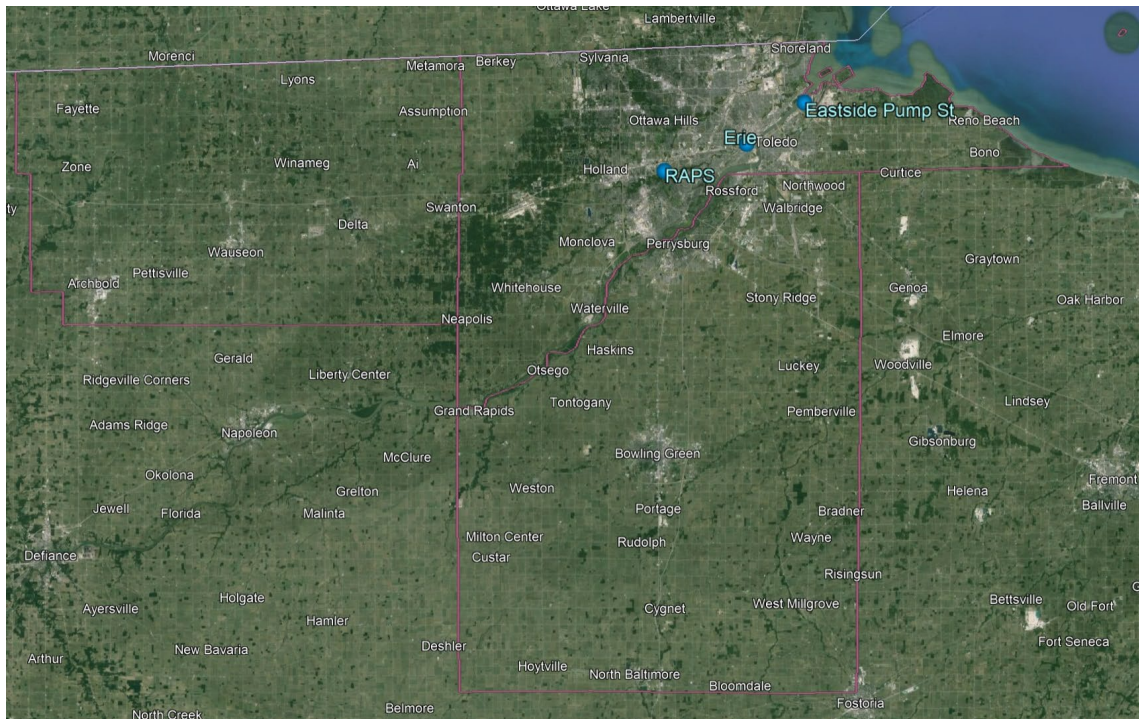 Ottawa Lake
Lambertville
Morenci
Metamora
Berkey
Sylvania
Shoreland
Lyons
Fayette
Assumption
Ottawa Hills
Eastside Pump St
Reno Beach
Erie
Toledo
Bono
Zone
Winameg
Ai
Holland
RAPS
Rossford
Northwood
Curtice
ty
Swanton
Walbridge
Delta
Wauseon
Monclova
Perrysburg
Pettisville
Graytown
Archbold
Whitehouse
Stony Ridge
Genoa
Oak Harbor
Neapolis
Waterville
Elmore
Gerald
Haskins
Ridgeville Corners
Liberty Center
Otsego
Luckey
Woodville
Adams Ridge
Napoleon
Grand Rapids
Tontogany
Pemberville
Lindsey
McClure
Bowling Green
Gibsonburg
Okolona
Fremont
Grelton
Weston
Helena
Jewell
Florida
Malinta
Portage
Bradner
Ballville
Defiance
Milton Center
Custar
Rudolph
Wayne
Risingsun
Ayersville
Holgate
Hamler
Cygnet
West Millgrove
Bettsville
Old Fort
G
Arthur
New Bavaria
Deshler
Fort Seneca
Hoytville
North Baltimore
Bloomdale
North Creek
Belmore
Fostoria